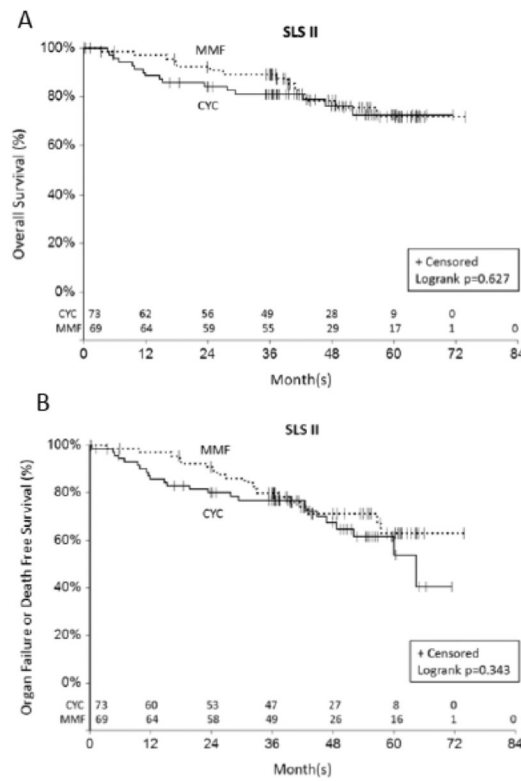 A
SLS II
MMF
CYC
Overall Survival (%)
100%
80%
60%
40%
20%
0%
+ Censored
Logrank p=0.627
CYC 73 62 56 49 28 9 0
MMF 69 64 59 55 29 17 1 0
0 12 24 36 48 60 72 84
Month(s)
B
SLS II
MMF
CYC
Organ Failure or Death Free Survival (%)
100%
80%
60%
40%
20%
0%
+ Censored
Logrank p=0.343
CYC 73 60 53 47 27 8 0
MMF 69 64 58 49 26 16 1 0
0 12 24 36 48 60 72 84
Month(s)